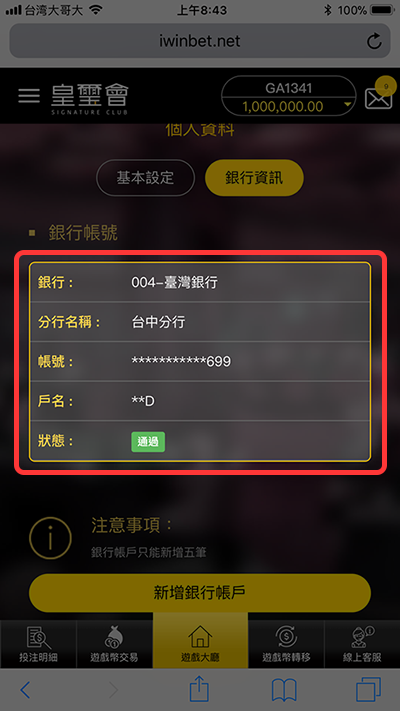 台湾大哥大 上午8:43 100%
iwinbet.net
皇璽會 GA1341
SIGNATURE CLUB 1,000,000.00 0
個人資料
基本設定 銀行資訊
銀行帳號
銀行： 004-臺灣銀行
分行名稱： 台中分行
帳號： ***********699
戶名： **D
狀態： 通過
注意事項：
銀行帳戶只能新增五筆
新增銀行帳戶
投注明細 遊戲幣交易 遊戲大廳 遊戲幣轉移 線上客服